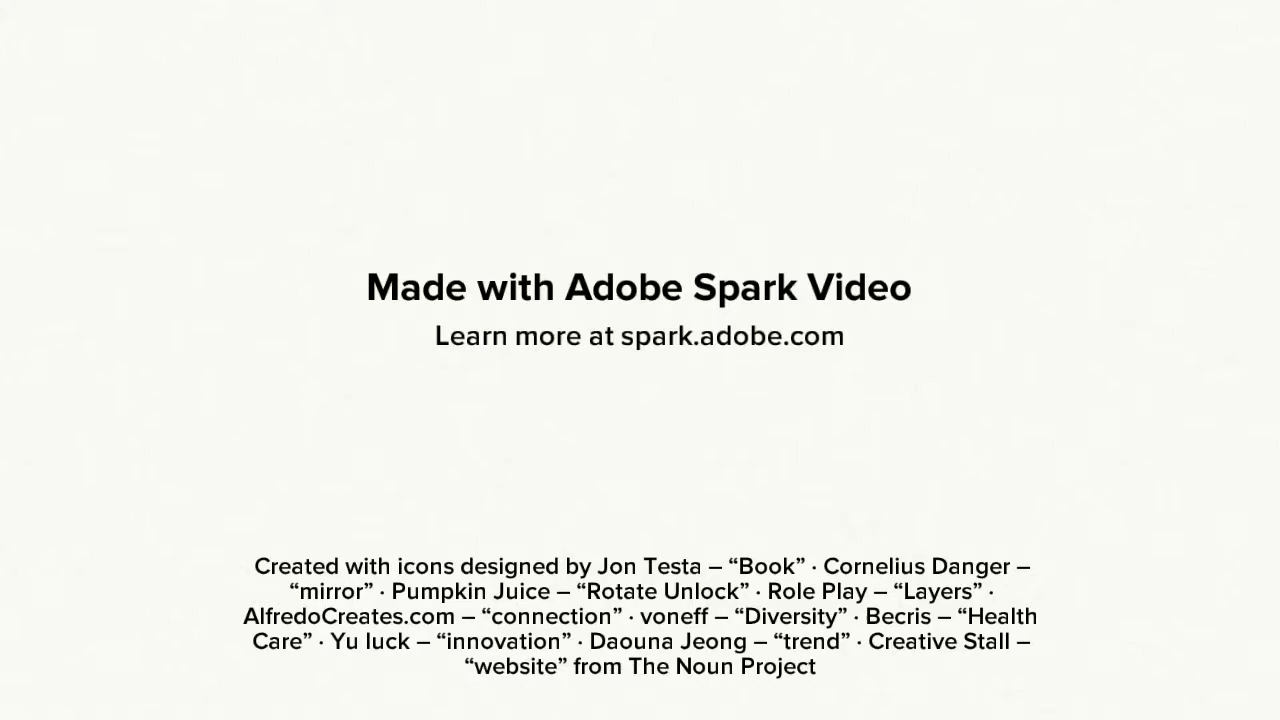 Made with Adobe Spark Video
Learn more at spark.adobe.com
Created with icons designed by Jon Testa – “Book” · Cornelius Danger –
“mirror” · Pumpkin Juice – “Rotate Unlock” · Role Play – “Layers” ·
AlfredoCreates.com – “connection” · voneff – “Diversity” · Becris – “Health
Care” · Yu luck – “innovation” · Daouna Jeong – “trend” · Creative Stall –
“website” from The Noun Project